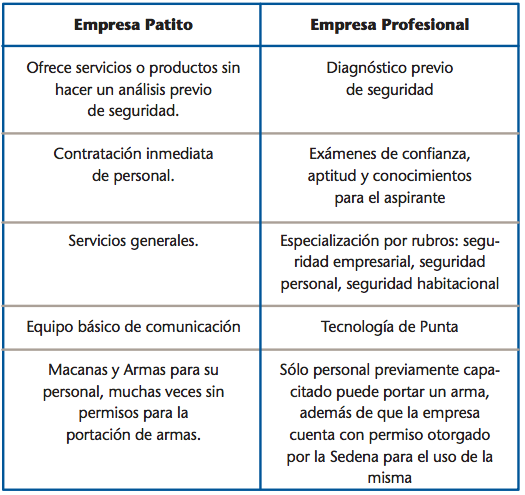 Empresa Patito
Empresa Profesional
Ofrece servicios o productos sin
hacer un análisis previo
de seguridad.
Diagnóstico previo
de seguridad
Contratación inmediata
de personal.
Exámenes de confianza,
aptitud y conocimientos
para el aspirante
Servicios generales.
Especialización por rubros: segu-
ridad empresarial, seguridad
personal, seguridad habitacional
Equipo básico de comunicación
Tecnología de Punta
Macanas y Armas para su
personal, muchas veces sin
permisos para la
portación de armas.
Sólo personal previamente capa-
citado puede portar un arma,
además de que la empresa
cuenta con permiso otorgado
por la Sedena para el uso de la
misma